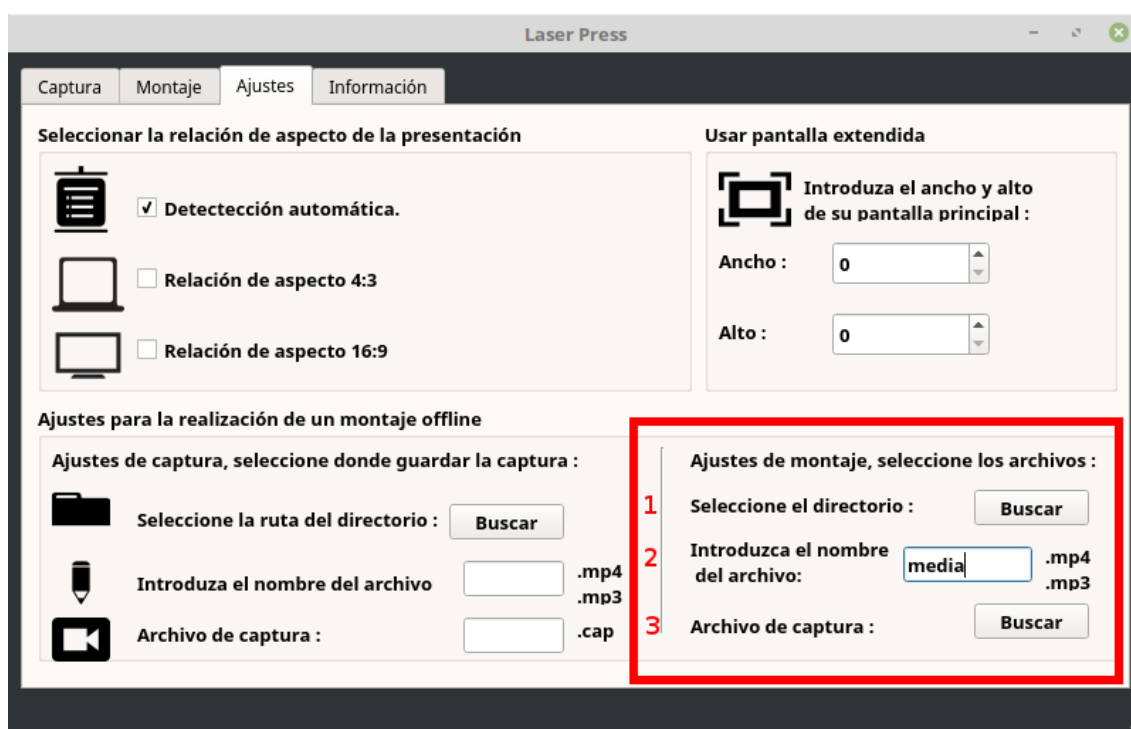 Laser Press
Captura
Montaje
Ajustes
Información
Seleccionar la relación de aspecto de la presentación
Detectección automática.
Relación de aspecto 4:3
Relación de aspecto 16:9
Usar pantalla extendida
Introduza el ancho y alto
de su pantalla principal :
Ancho :
0
Alto :
0
Ajustes para la realización de un montaje offline
Ajustes de captura, seleccione donde guardar la captura :
Seleccione la ruta del directorio :
Buscar
Introduza el nombre del archivo
.mp4
.mp3
Archivo de captura :
.cap
Ajustes de montaje, seleccione los archivos :
1
Seleccione el directorio :
Buscar
2
Introduzca el nombre
del archivo:
media
.mp4
.mp3
3
Archivo de captura :
Buscar